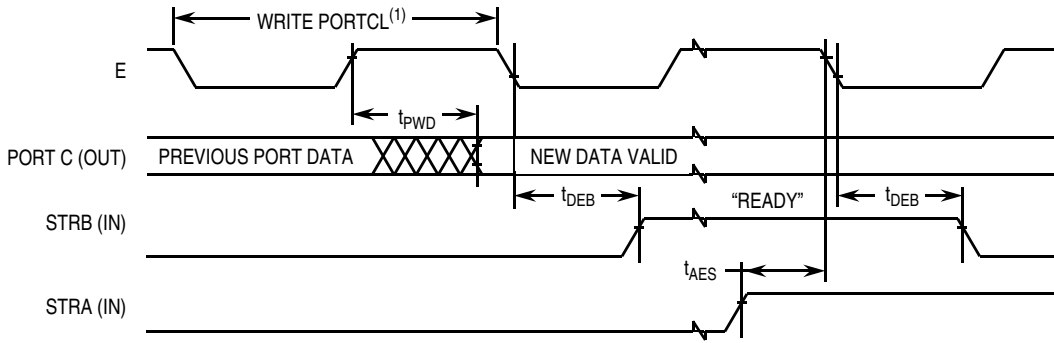 WRITE PORTCL(1)
E
tPWD
PORT C (OUT)
PREVIOUS PORT DATA
NEW DATA VALID
tDEB
"READY"
tDEB
STRB (IN)
tAES
STRA (IN)